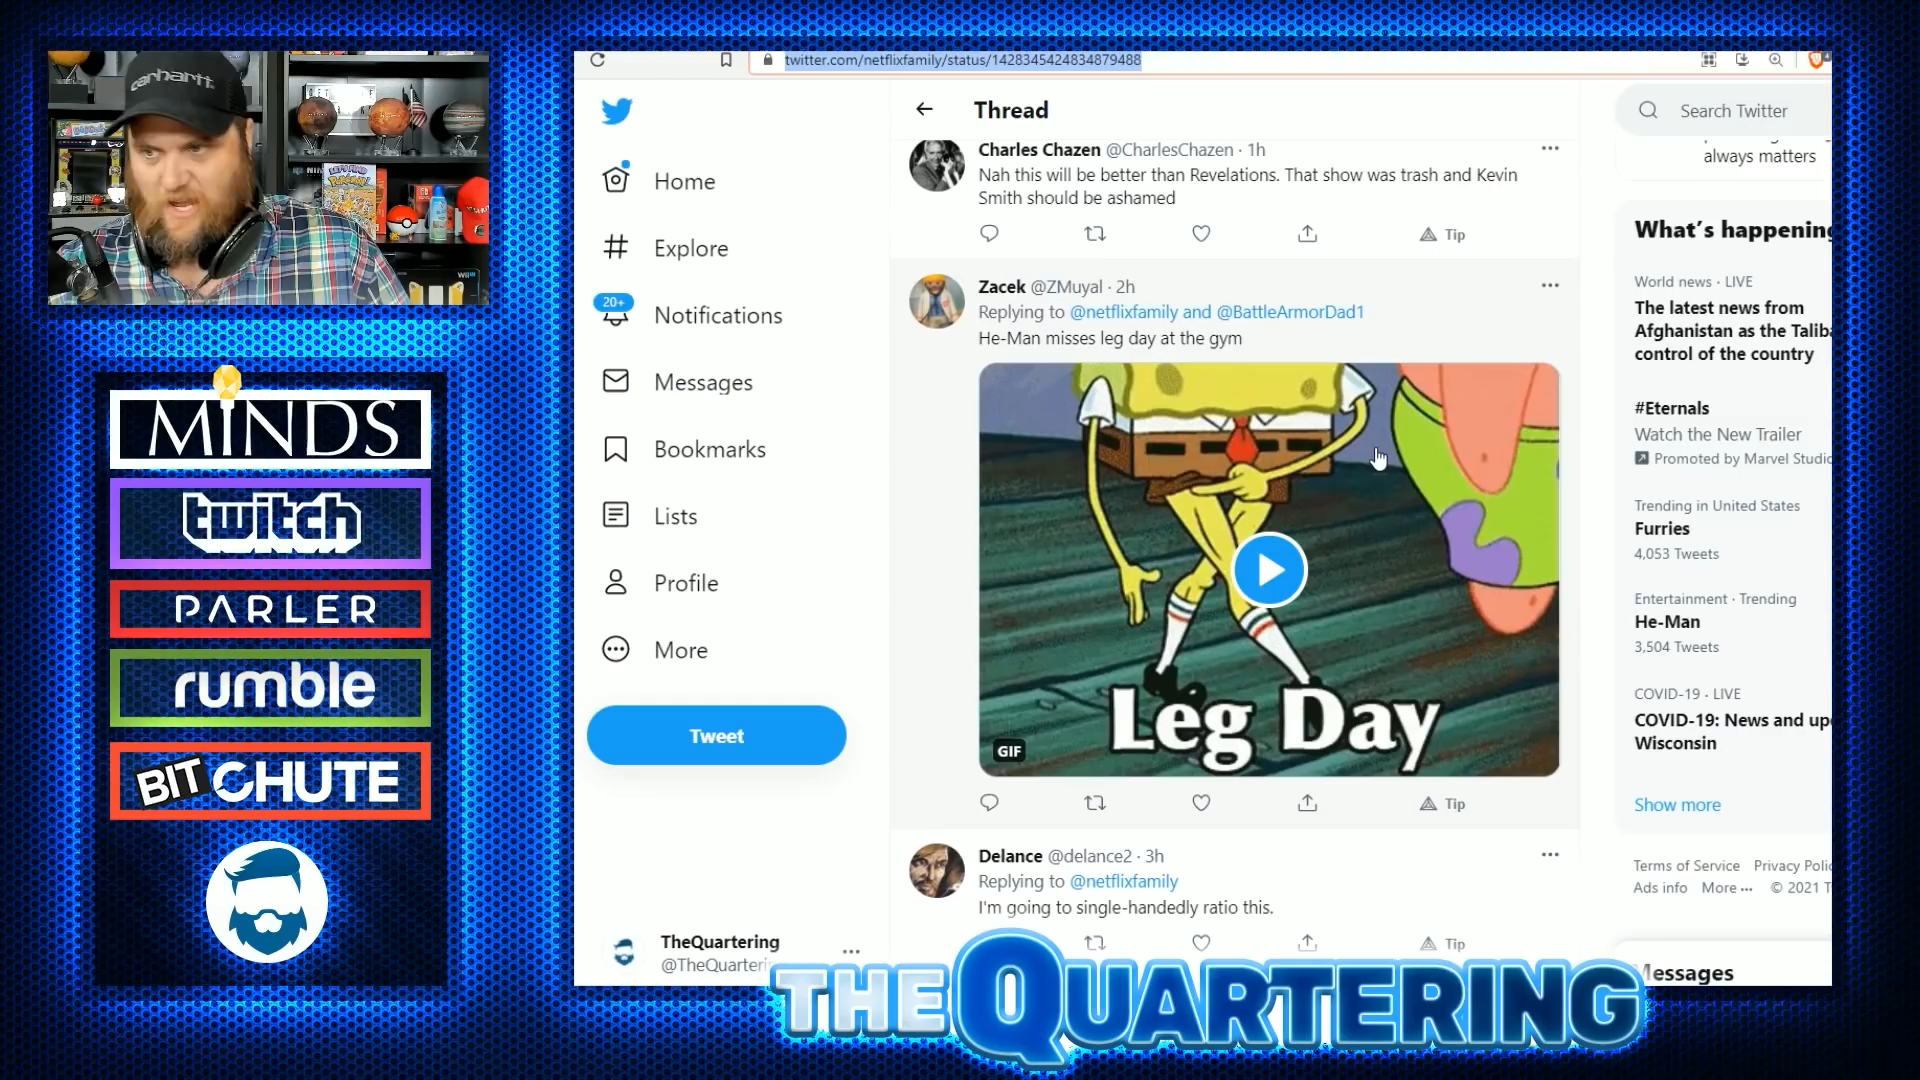 carhartt
MINDS
twitch
PARLER
rumble
BITCHUTE
twitter.com/netflixfamily/status/1428345424834879488
Home
Explore
20+
Notifications
Messages
Bookmarks
Lists
Profile
More
Tweet
TheQuartering
@TheQuarteri
Thread
Charles Chazen @CharlesChazen · 1h
Nah this will be better than Revelations. That show was trash and Kevin
Smith should be ashamed
Tip
Zacek @ZMuyal · 2h
Replying to @netflixfamily and @BattleArmorDad1
He-Man misses leg day at the gym
Leg Day
GIF
Tip
Delance @delance2 · 3h
Replying to @netflixfamily
I'm going to single-handedly ratio this.
Tip
Search Twitter
always matters
What's happening
World news · LIVE
The latest news from
Afghanistan as the Taliba
control of the country
#Eternals
Watch the New Trailer
Promoted by Marvel Studio
Trending in United States
Furries
4,053 Tweets
Entertainment · Trending
He-Man
3,504 Tweets
COVID-19 · LIVE
COVID-19: News and up
Wisconsin
Show more
Terms of Service Privacy Polic
Ads info More ··· © 2021 T
Messages
THE QUARTERING